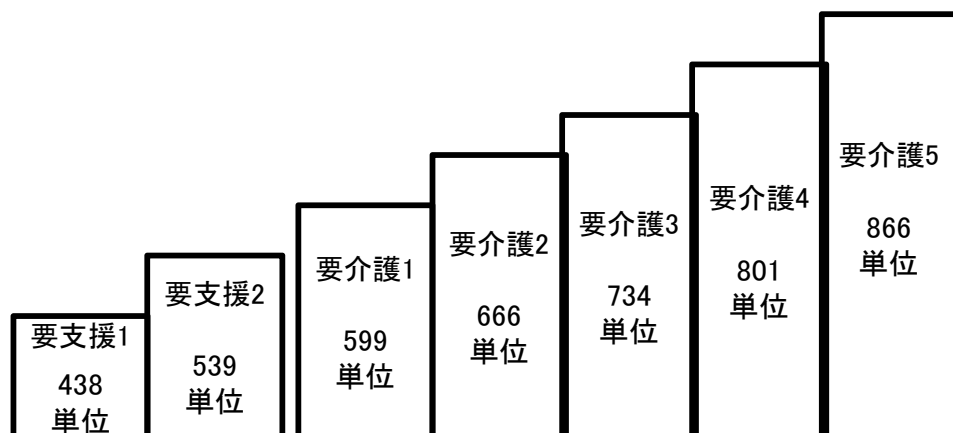 要支援1
438
単位
要支援2
539
単位
要介護1
599
単位
要介護2
666
単位
要介護3
734
単位
要介護4
801
単位
要介護5
866
単位